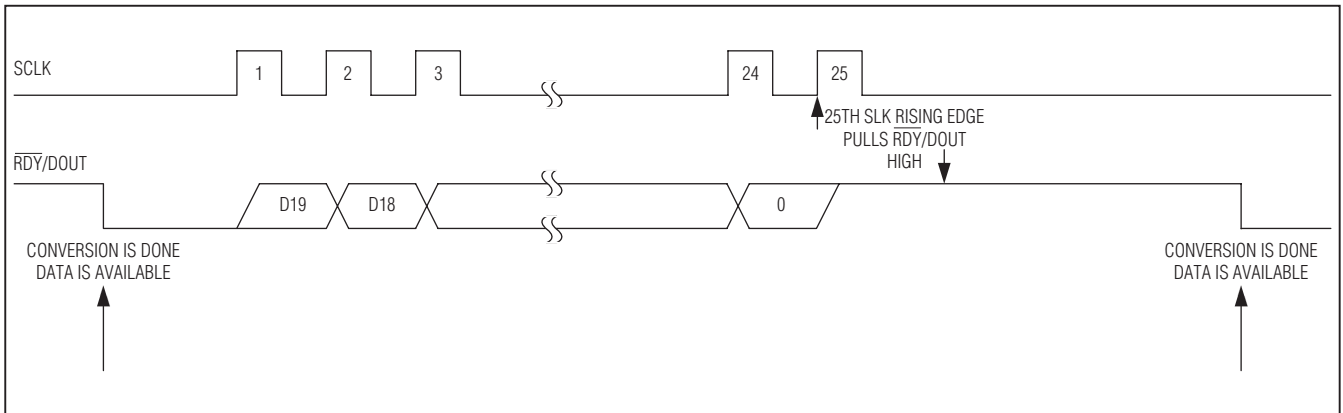 SCLK
1 2 3 24 25
25TH SLK RISING EDGE
PULLS RDY/DOUT
HIGH
RDY/DOUT
D19 D18 0
CONVERSION IS DONE
DATA IS AVAILABLE
CONVERSION IS DONE
DATA IS AVAILABLE